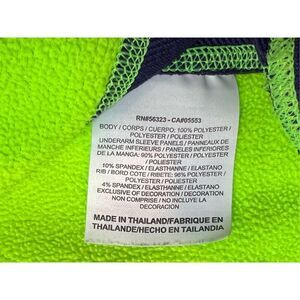 RN#56323 - CA#05553
BODY / CORPS / CUERPO: 100% POLYESTER /
POLYESTER / POLIESTER
UNDERARM SLEEVE PANELS / PANNEAUX DE
MANCHE INFERIEURS / PANELES INFERIORES
DE LA MANGA: 90% POLYESTER / POLYESTER /
POLIESTER
10% SPANDEX / ELASTHANNE / ELASTANO
RIB / BORD COTE / RIBETE: 96% POLYESTER /
POLYESTER / POLIESTER
4% SPANDEX / ELASTHANNE / ELASTANO
EXCLUSIVE OF DECORATION / DECORATION
NON COMPRISE / NO INCLUYE LA
DECORACION
MADE IN THAILAND/FABRIQUE EN
THAILANDE/HECHO EN TAILANDIA